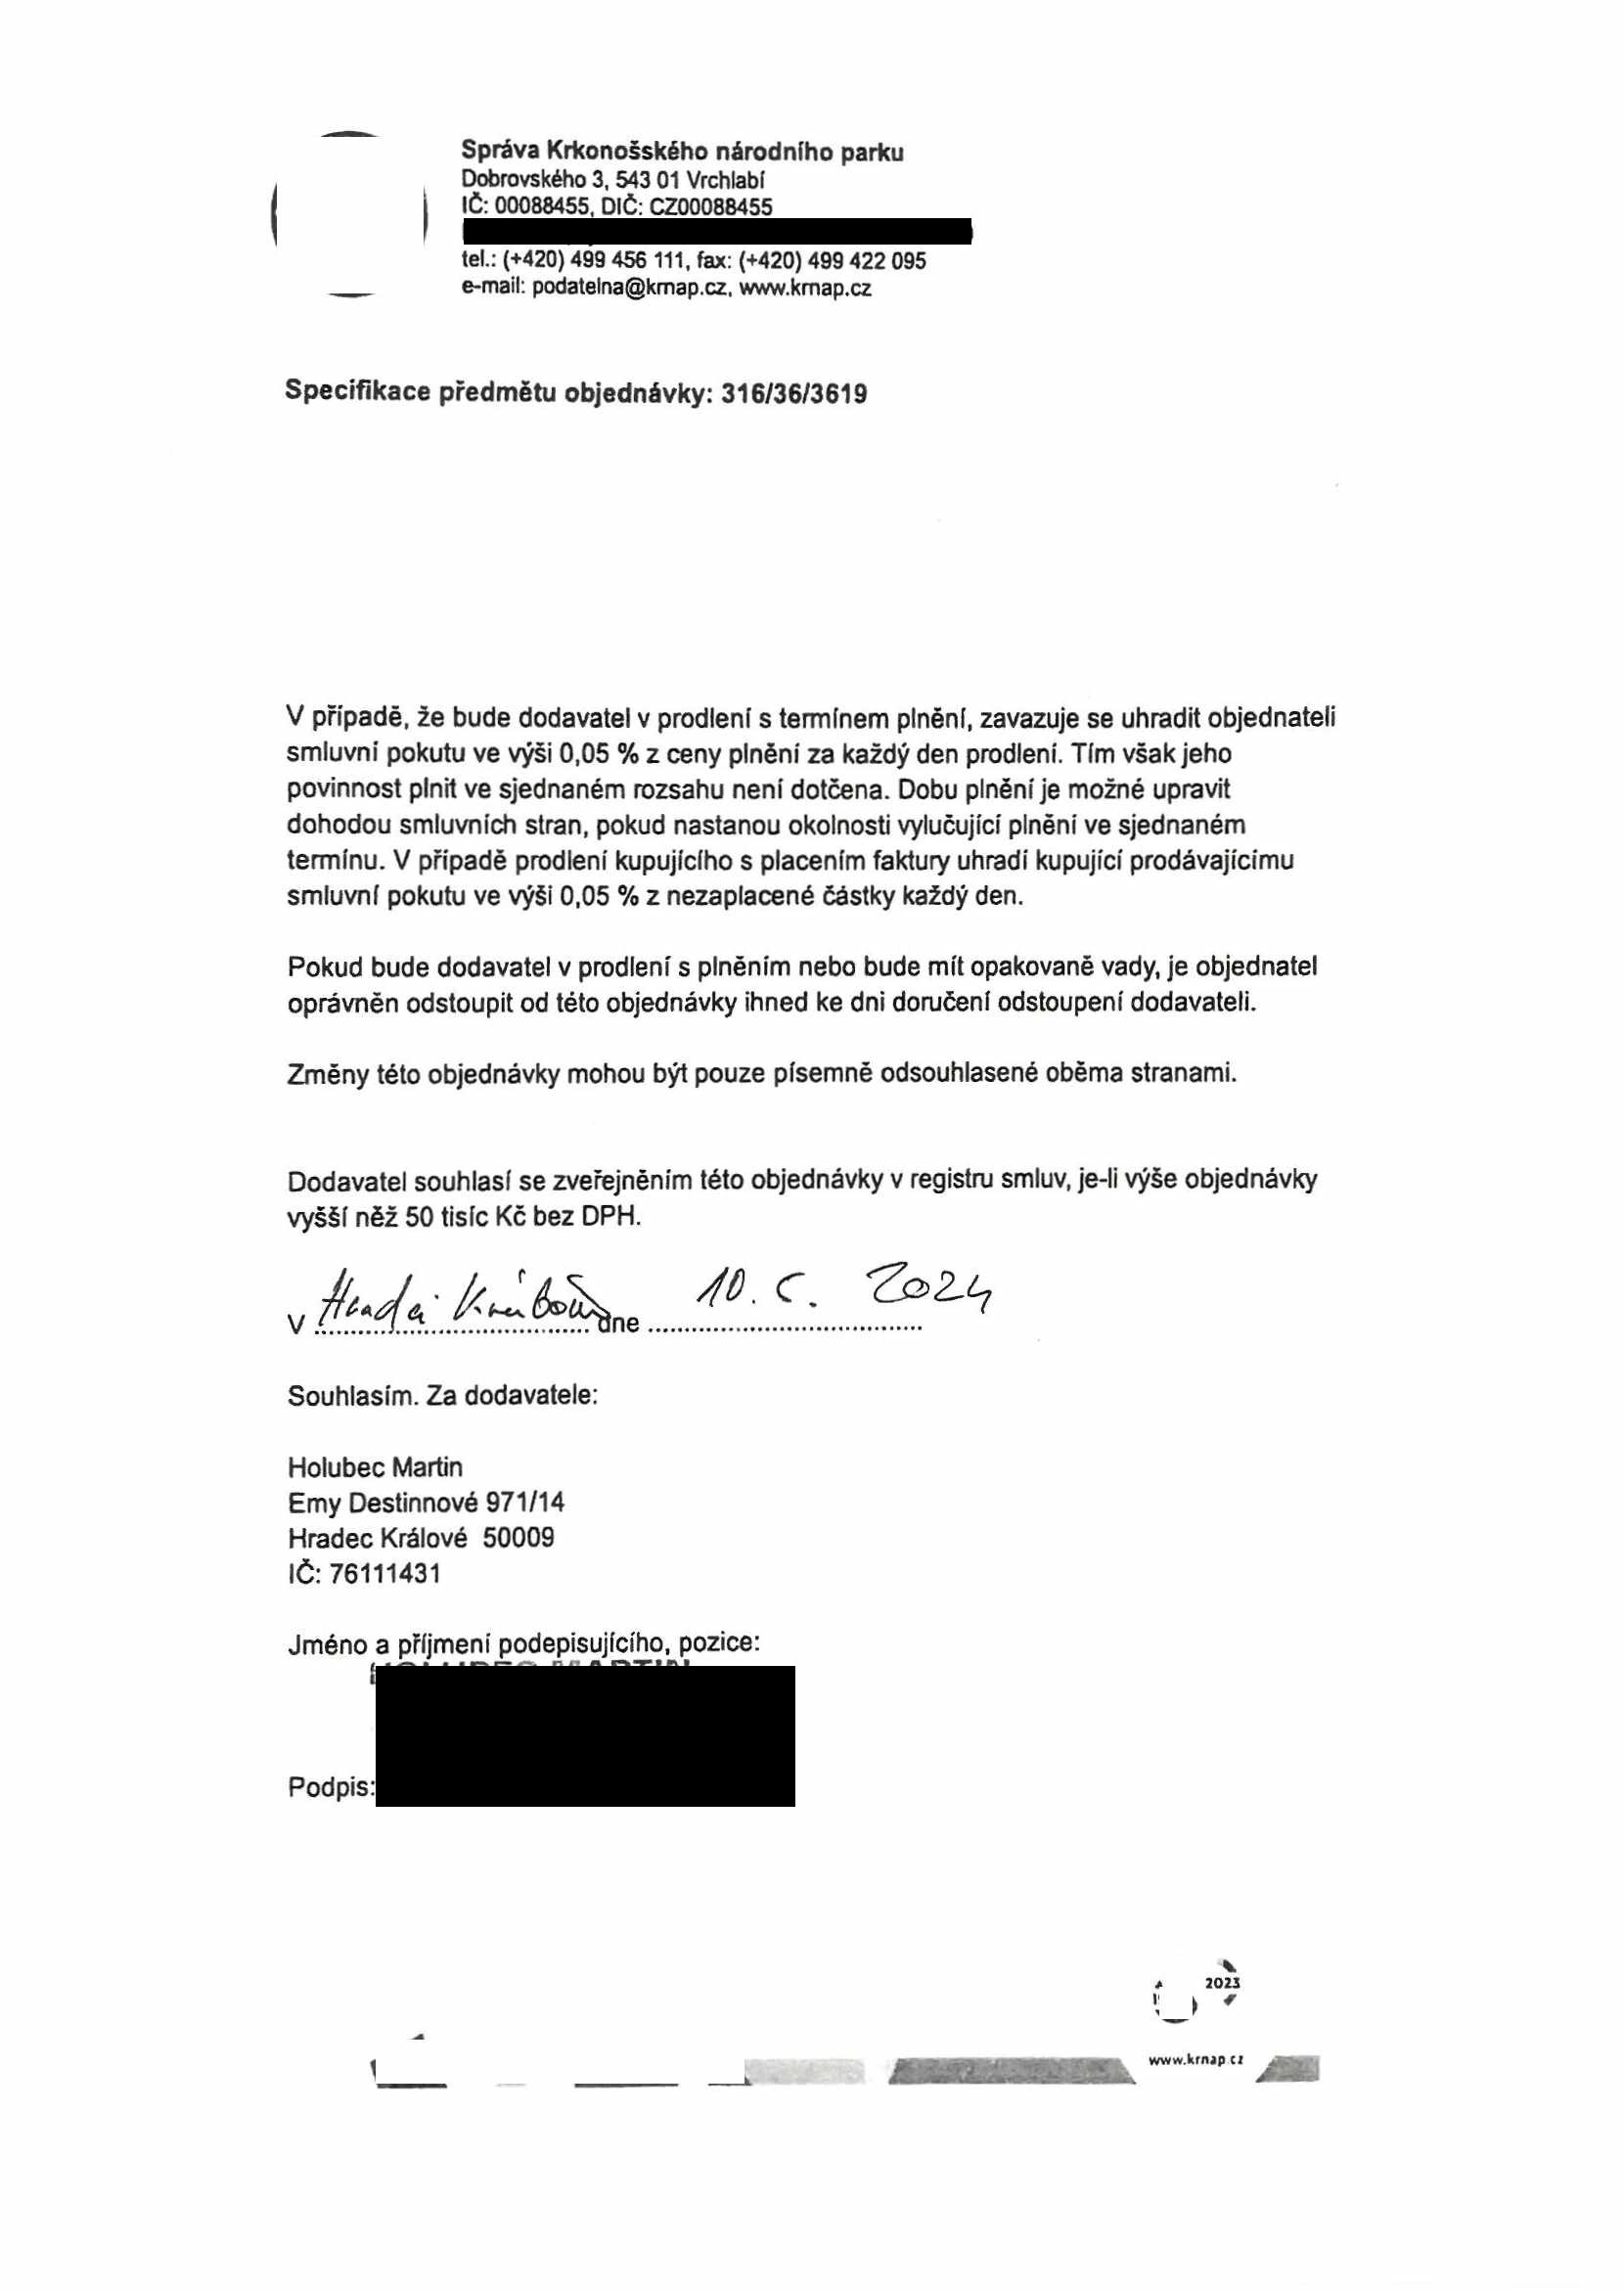 Správa Krkonošského národního parku
Dobrovského 3, 543 01 Vrchlabí
IČ: 00088455, DIČ: CZ00088455
tel.: (+420) 499 456 111, fax: (+420) 499 422 095
e-mail: podatelna@krnap.cz, www.krnap.cz
Specifikace předmětu objednávky: 316/36/3619
V případě, že bude dodavatel v prodlení s termínem plnění, zavazuje se uhradit objednateli
smluvní pokutu ve výši 0,05 % z ceny plnění za každý den prodlení. Tím však jeho
povinnost plnit ve sjednaném rozsahu není dotčena. Dobu plnění je možné upravit
dohodou smluvních stran, pokud nastanou okolnosti vylučující plnění ve sjednaném
termínu. V případě prodlení kupujícího s placením faktury uhradí kupující prodávajícímu
smluvní pokutu ve výši 0,05 % z nezaplacené částky každý den.
Pokud bude dodavatel v prodlení s plněním nebo bude mít opakovaně vady, je objednatel
oprávněn odstoupit od této objednávky ihned ke dni doručení odstoupení dodavateli.
Změny této objednávky mohou být pouze písemně odsouhlasené oběma stranami.
Dodavatel souhlasí se zveřejněním této objednávky v registru smluv, je-li výše objednávky
vyšší něž 50 tisíc Kč bez DPH.
V Hradci Králové dne 10. 5. 2024
Souhlasím. Za dodavatele:
Holubec Martin
Emy Destinnové 971/14
Hradec Králové 50009
IČ: 76111431
Jméno a příjmení podepisujícího, pozice:
Podpis:
2023
www.krnap.cz